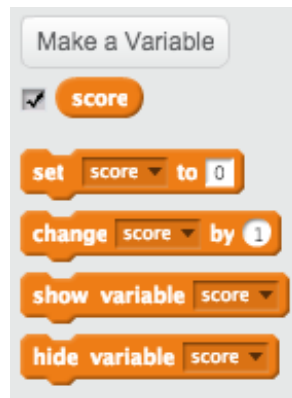 Make a Variable
score
set score to 0
change score by 1
show variable score
hide variable score